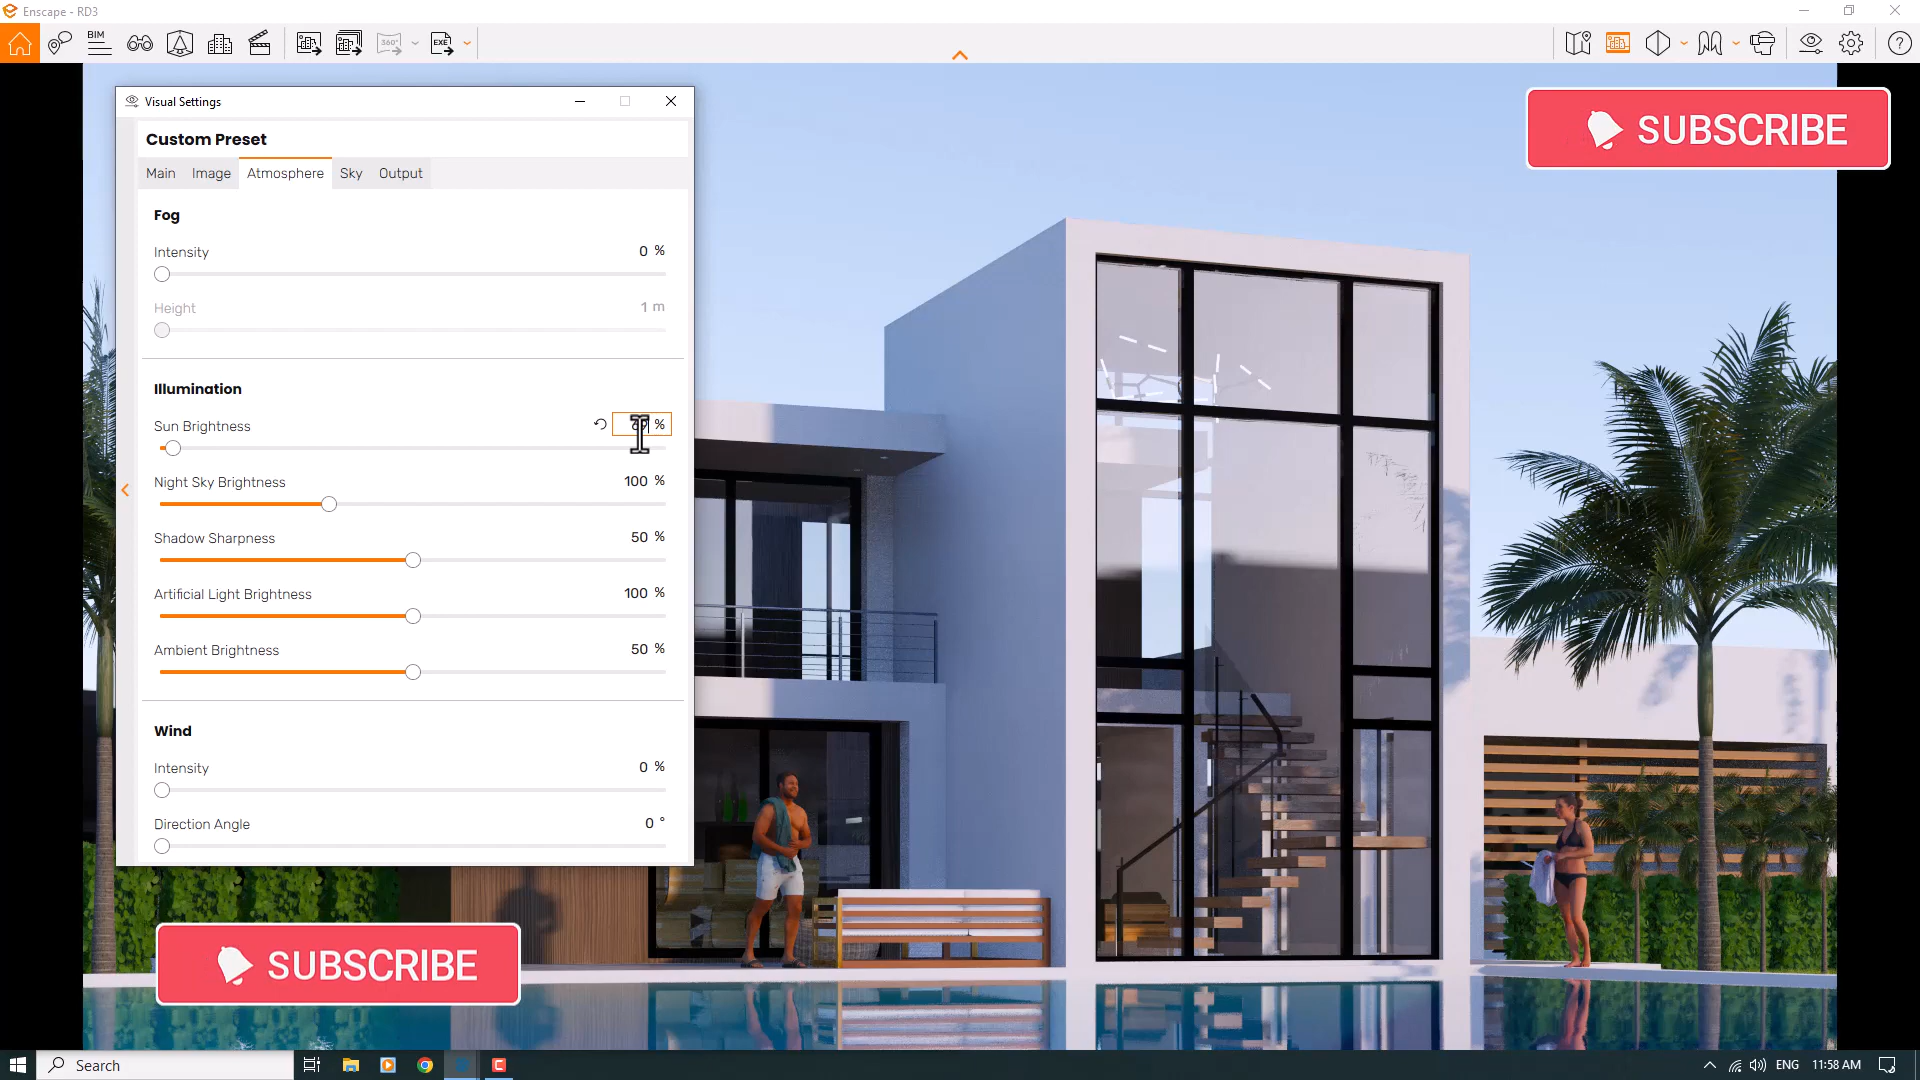 Enscape - RD3
BIM
360°
EXE
SUBSCRIBE
Visual Settings
Custom Preset
Main Image Atmosphere Sky Output
Fog
Intensity 0 %
Height 1 m
Illumination
Sun Brightness %
Night Sky Brightness 100 %
Shadow Sharpness 50 %
Artificial Light Brightness 100 %
Ambient Brightness 50 %
Wind
Intensity 0 %
Direction Angle 0 °
SUBSCRIBE
Search
ENG 11:58 AM